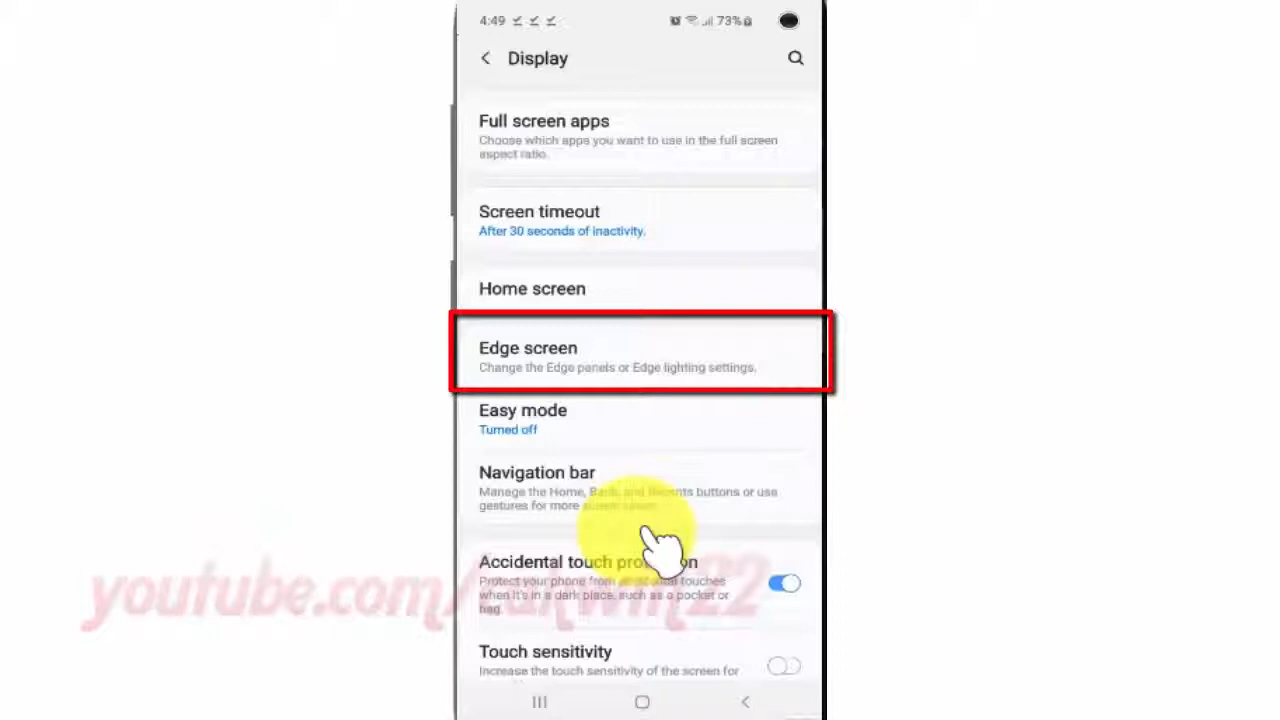 4:49
73%
Display
Full screen apps
Choose which apps you want to use in the full screen
aspect ratio.
Screen timeout
After 30 seconds of inactivity.
Home screen
Edge screen
Change the Edge panels or Edge lighting settings.
Easy mode
Turned off
Navigation bar
Manage the Home, Back, and Recents buttons or use
gestures for more screen
Accidental touch protection
Protect your phone from accidental touches
when it's in a dark place, such as a pocket or
bag.
youtube.com/
Touch sensitivity
Increase the touch sensitivity of the screen for